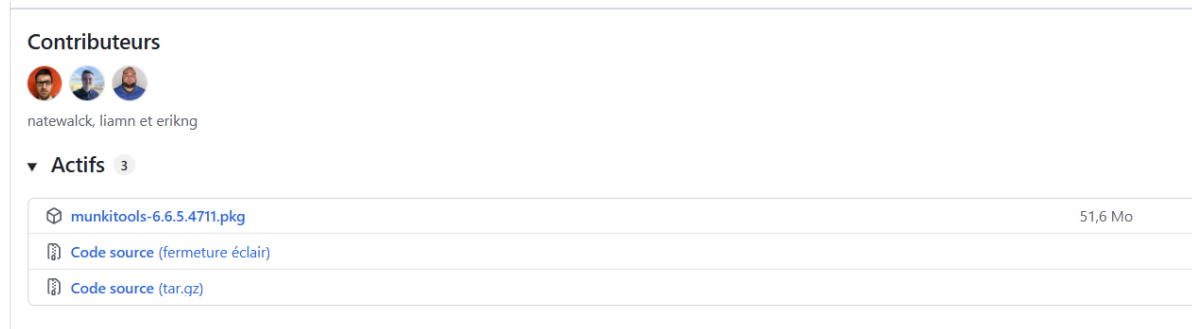 Contributeurs
natewalck, liamn et erikng
Actifs 3
munkitools-6.6.5.4711.pkg 51,6 Mo
Code source (fermeture éclair)
Code source (tar.gz)